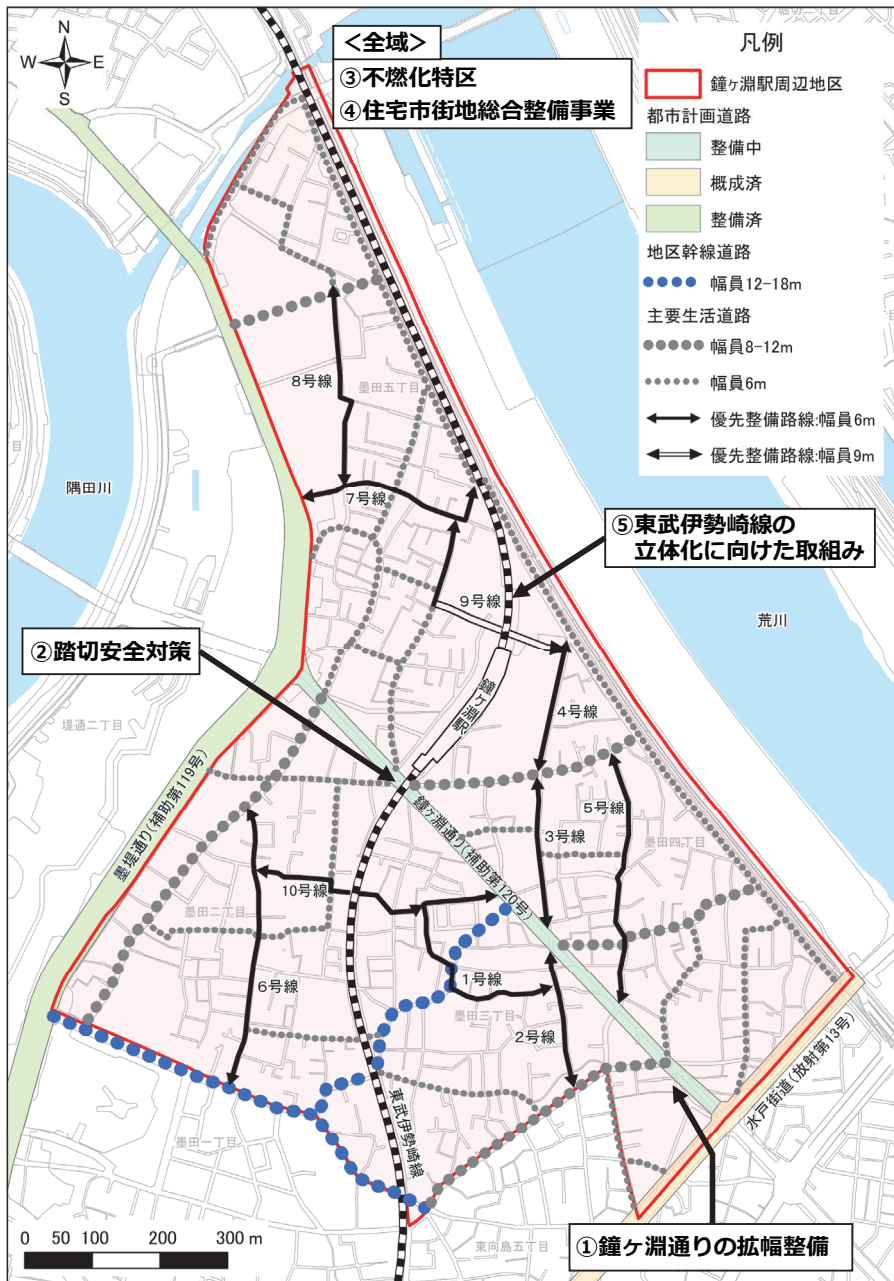 N
W
E
S
<全域>
③不燃化特区
④住宅市街地総合整備事業
凡例
鐘ヶ淵駅周辺地区
都市計画道路
整備中
概成済
整備済
地区幹線道路
幅員12-18m
主要生活道路
幅員8-12m
幅員6m
優先整備路線:幅員6m
優先整備路線:幅員9m
堀切二丁目
8号線
墨田五丁目
隅田川
7号線
⑤東武伊勢崎線の
立体化に向けた取組み
9号線
荒川
②踏切安全対策
鐘ヶ淵駅
4号線
堤通二丁目
墨堤通り(補助第119号)
鐘ヶ淵通り(補助第120号)
5号線
3号線
墨田四丁目
10号線
墨田二丁目
1号線
6号線
墨田三丁目
2号線
水戸街道(放射第13号)
墨田一丁目
東武伊勢崎線
0 50 100 200 300 m
東向島五丁目
①鐘ヶ淵通りの拡幅整備